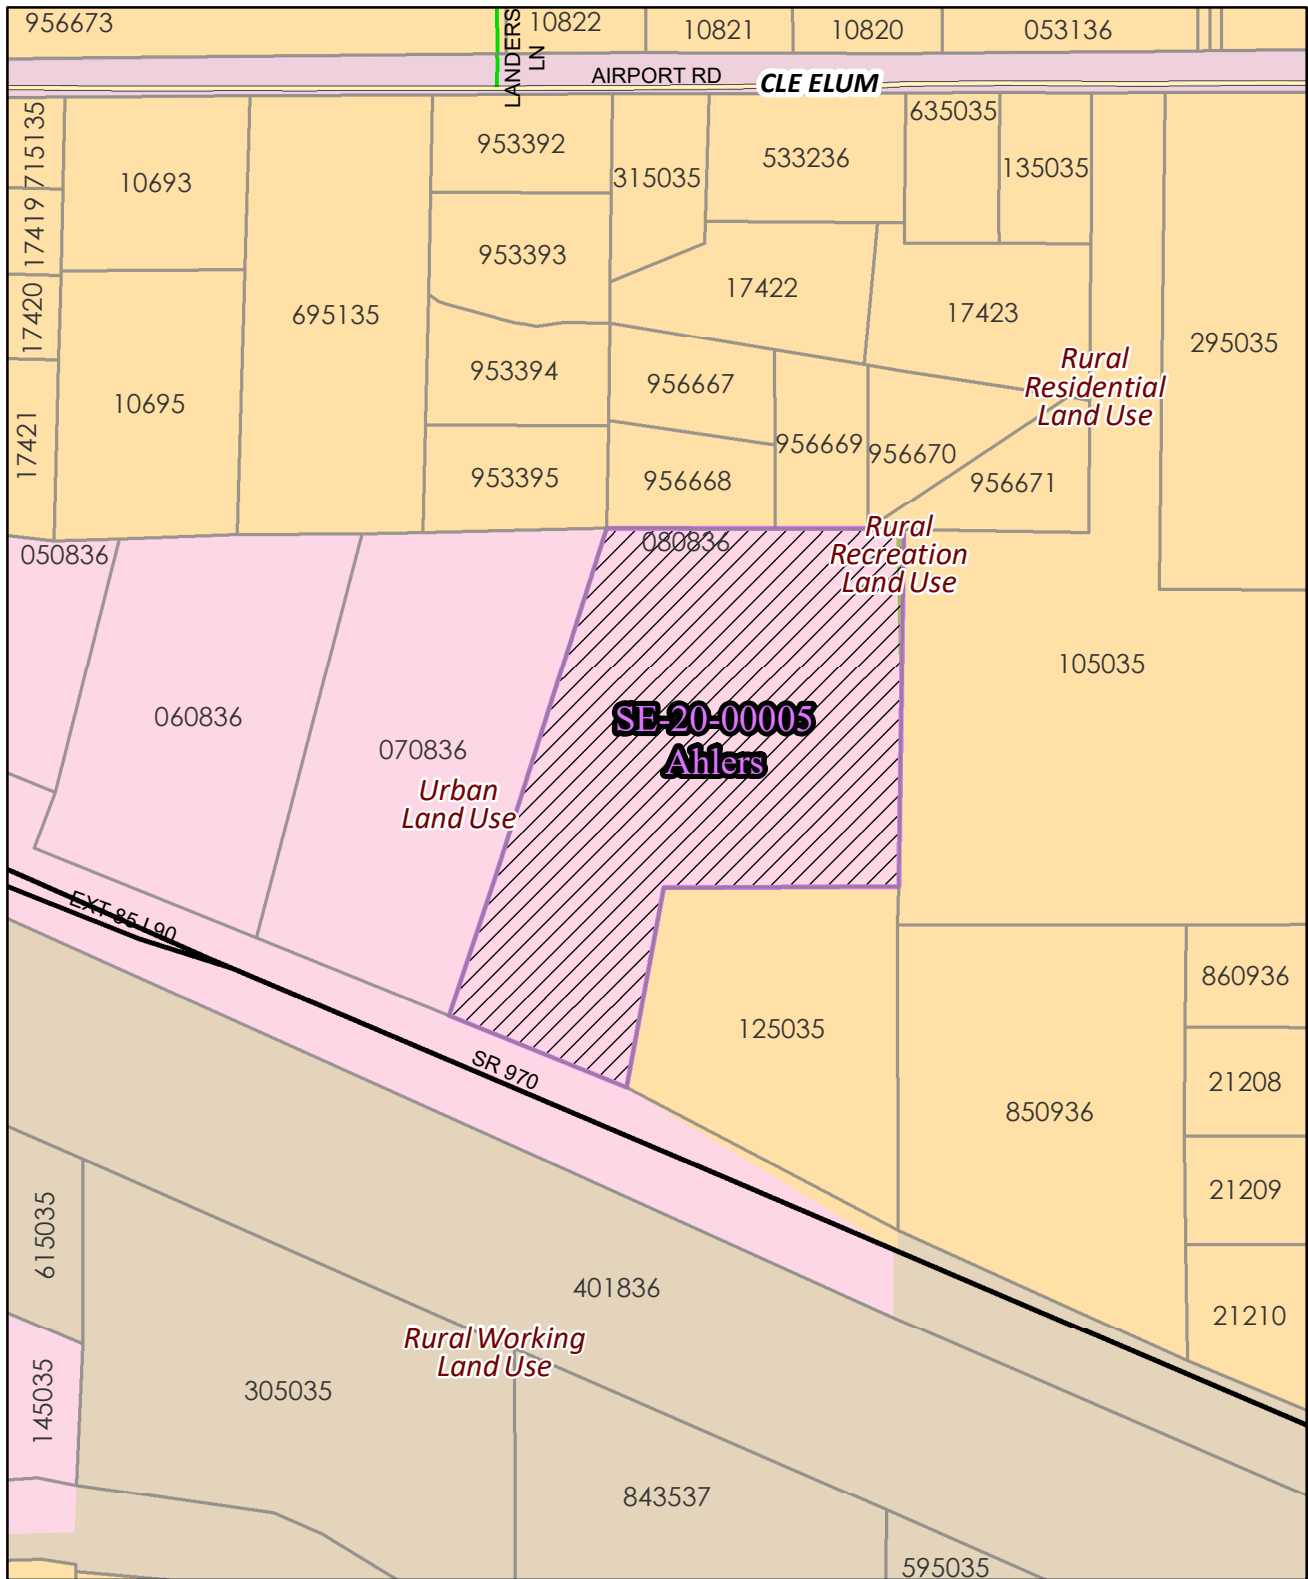 956673
LANDERS
LN
10822
10821
10820
053136
AIRPORT RD
CLE ELUM
715135
10693
953392
315035
533236
635035
135035
17419
953393
17422
17423
17420
695135
295035
Rural
Residential
Land Use
10695
953394
956667
17421
953395
956668
956669
956670
956671
050836
080836
Rural
Recreation
Land Use
105035
060836
070836
SE-20-00005
Ahlers
Urban
Land Use
EXT 85 I 90
SR 970
125035
860936
21208
850936
21209
615035
401836
21210
Rural Working
Land Use
145035
305035
843537
595035